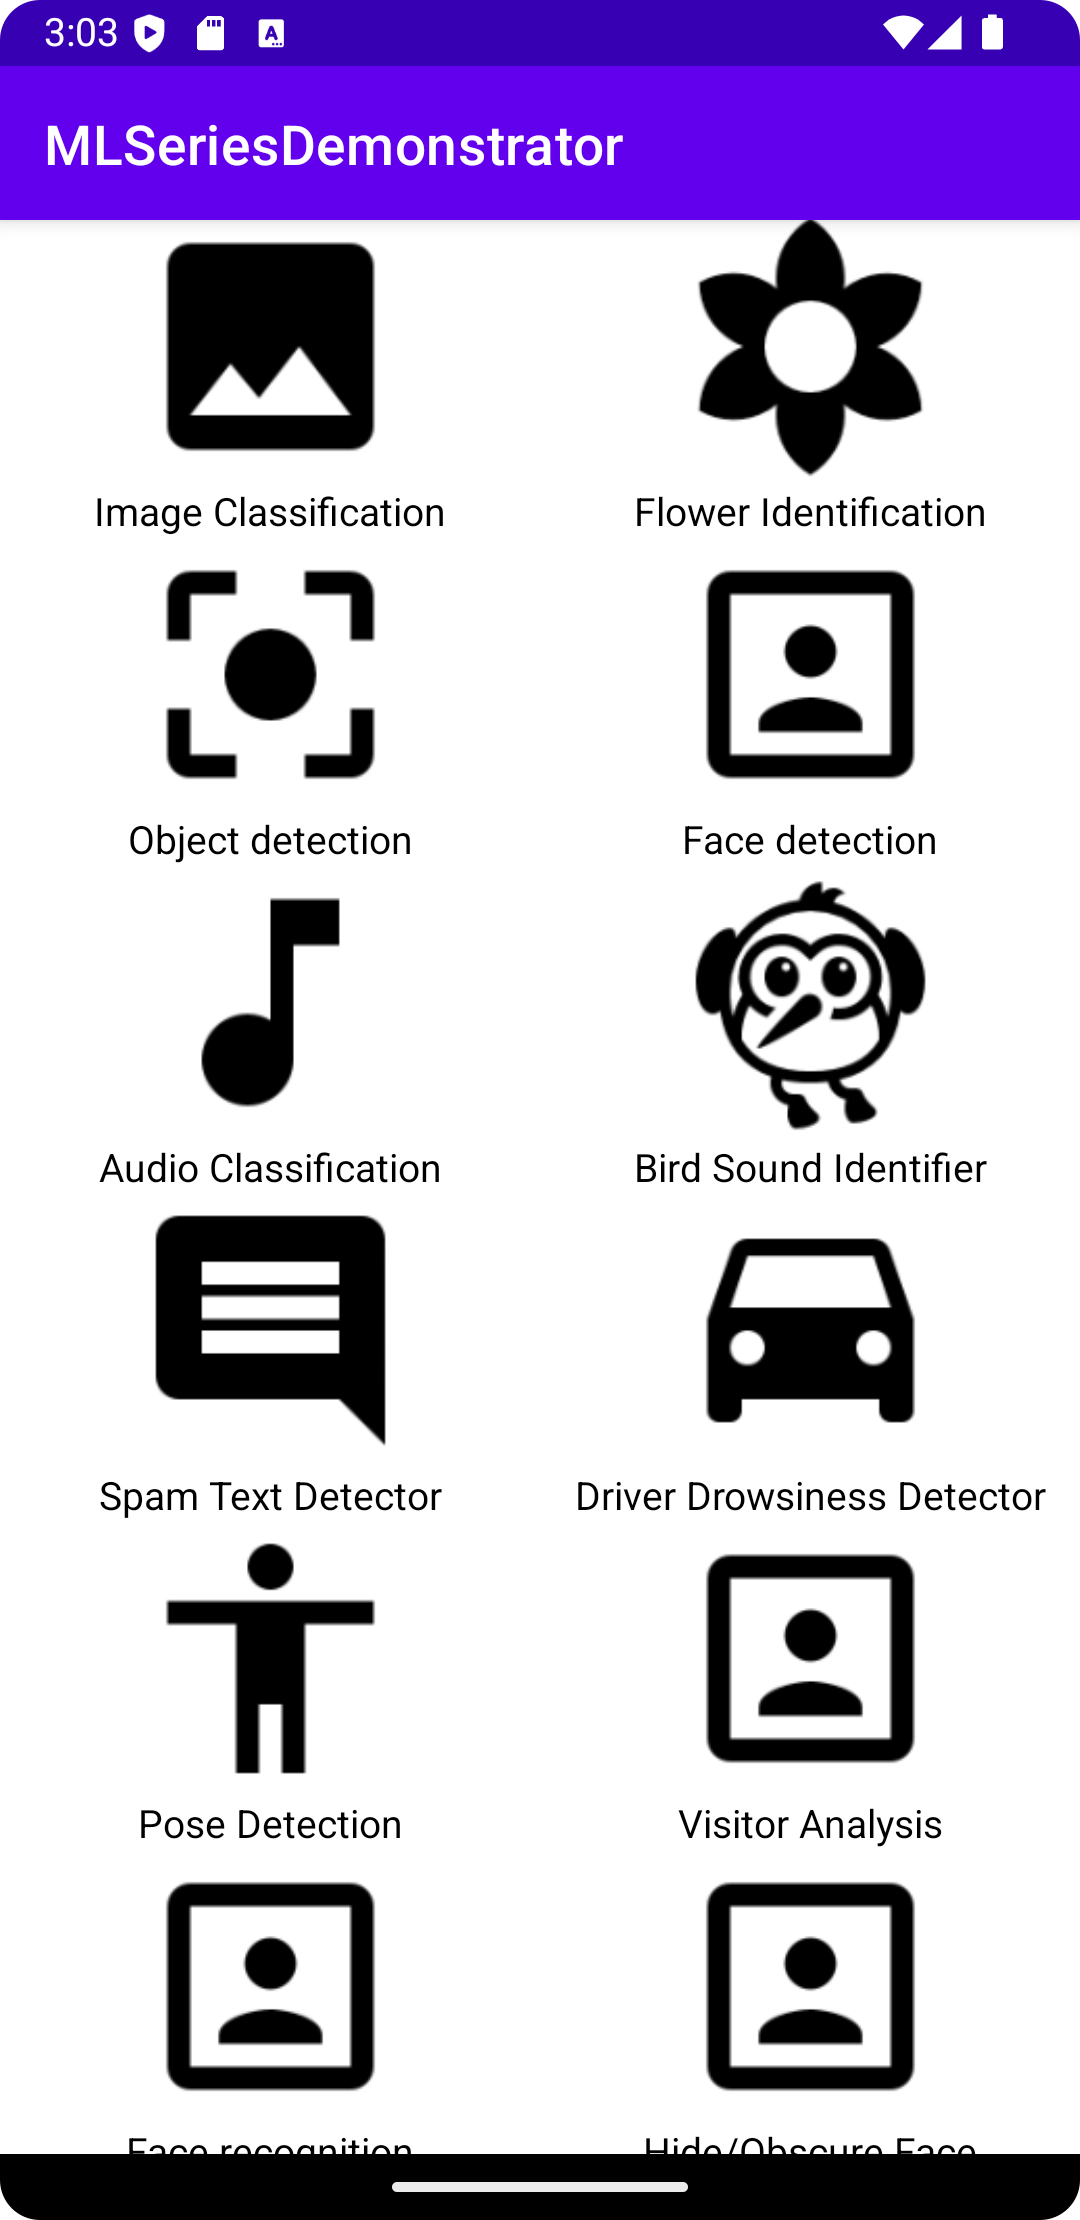 3:03
MLSeriesDemonstrator
Image Classification
Flower Identification
Object detection
Face detection
Audio Classification
Bird Sound Identifier
Spam Text Detector
Driver Drowsiness Detector
Pose Detection
Visitor Analysis
Face recognition
Hide/Obscure Face